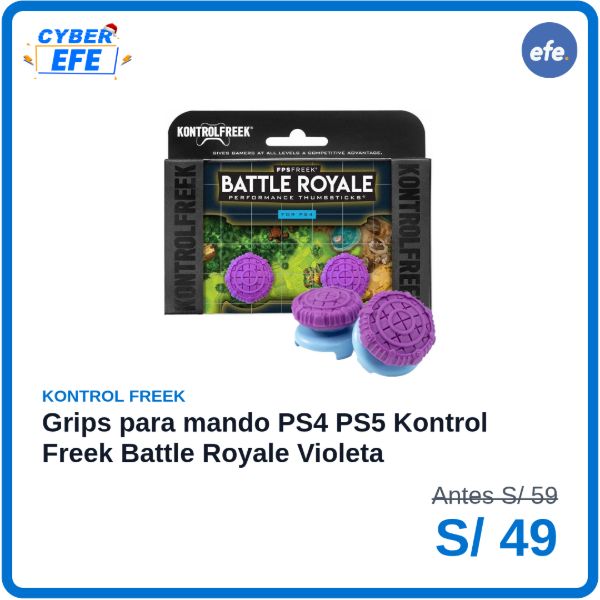 CYBER
EFE
efe.
KONTROLFREEK
GIVES GAMERS AT ALL LEVELS A COMPETITIVE ADVANTAGE.
FPSFREEK
BATTLE ROYALE
PERFORMANCE THUMBSTICKS
FOR PS4
KONTROLFREEK
KONTROLFREEK
KONTROL FREEK
Grips para mando PS4 PS5 Kontrol
Freek Battle Royale Violeta
Antes S/ 59
S/ 49